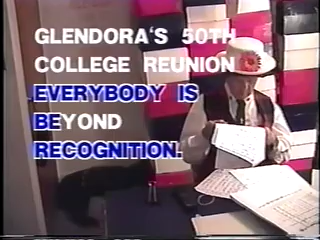 GLENDORA'S 50TH
COLLEGE REUNION
EVERYBODY IS
BEYOND
RECOGNITION.